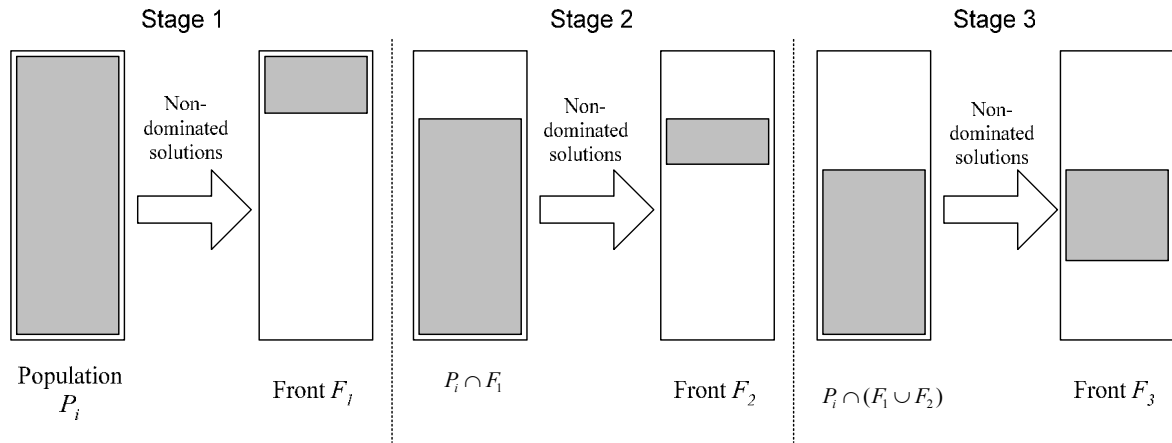 Stage 1
Non-
dominated
solutions
Population
P_i
Front F_1
Stage 2
Non-
dominated
solutions
P_i ∩ F_1
Front F_2
Stage 3
Non-
dominated
solutions
P_i ∩ (F_1 ∪ F_2)
Front F_3